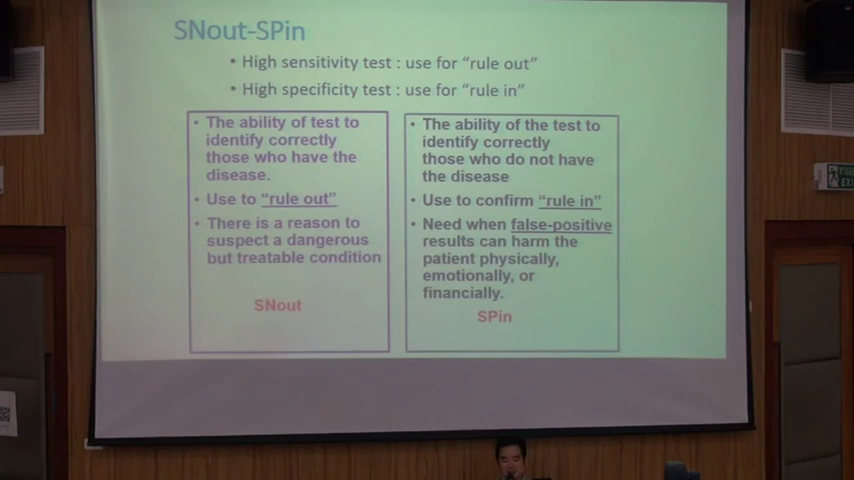 SNout-SPin
• High sensitivity test : use for “rule out”
• High specificity test : use for “rule in”
• The ability of test to
identify correctly
those who have the
disease.
• Use to “rule out”
• There is a reason to
suspect a dangerous
but treatable condition
SNout
• The ability of the test to
identify correctly
those who do not have
the disease
• Use to confirm “rule in”
• Need when false-positive
results can harm the
patient physically,
emotionally, or
financially.
SPin